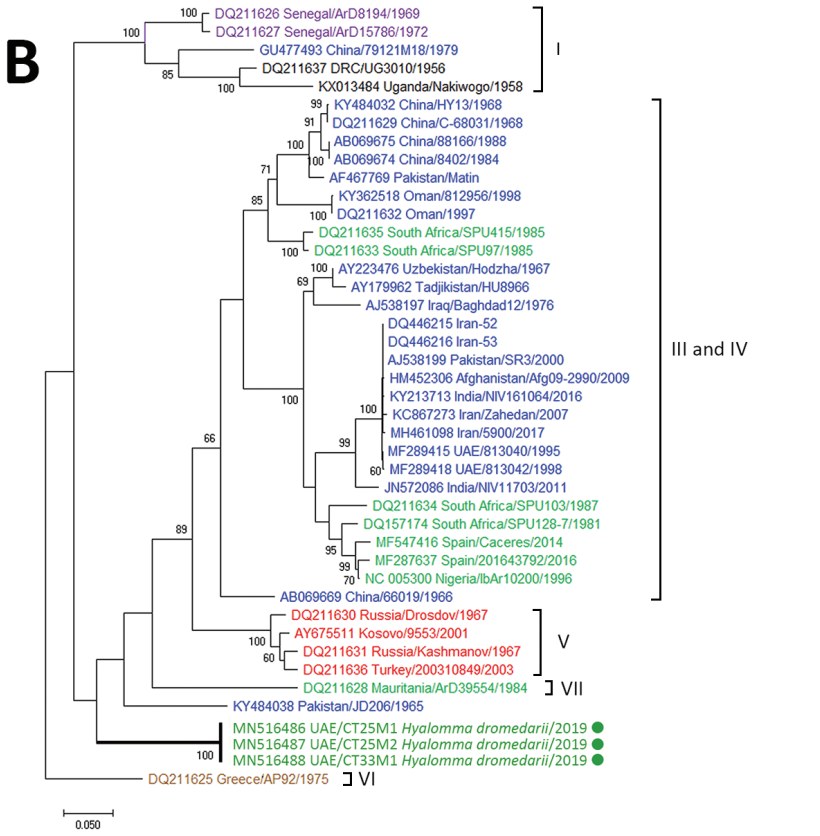 B
DQ211626 Senegal/ArD8194/1969
100
DQ211627 Senegal/ArD15786/1972
100
GU477493 China/79121M18/1979
I
DQ211637 DRC/UG3010/1956
85
KX013484 Uganda/Nakiwogo/1958
100
KY484032 China/HY13/1968
99
DQ211629 China/C-68031/1968
91
AB069675 China/88166/1988
100
AB069674 China/8402/1984
100
AF467769 Pakistan/Matin
71
KY362518 Oman/812956/1998
85
DQ211632 Oman/1997
100
DQ211635 South Africa/SPU415/1985
DQ211633 South Africa/SPU97/1985
100
AY223476 Uzbekistan/Hodzha/1967
100
AY179962 Tadjikistan/HU8966
69
AJ538197 Iraq/Baghdad12/1976
DQ446215 Iran-52
DQ446216 Iran-53
III and IV
AJ538199 Pakistan/SR3/2000
HM452306 Afghanistan/Afg09-2990/2009
KY213713 India/NIV161064/2016
100
KC867273 Iran/Zahedan/2007
100
MH461098 Iran/5900/2017
99
MF289415 UAE/813040/1995
66
MF289418 UAE/813042/1998
60
JN572086 India/NIV11703/2011
DQ211634 South Africa/SPU103/1987
DQ157174 South Africa/SPU128-7/1981
89
MF547416 Spain/Caceres/2014
95
MF287637 Spain/201643792/2016
99
NC 005300 Nigeria/IbAr10200/1996
70
AB069669 China/66019/1966
DQ211630 Russia/Drosdov/1967
AY675511 Kosovo/9553/2001
100
V
DQ211631 Russia/Kashmanov/1967
60
DQ211636 Turkey/200310849/2003
DQ211628 Mauritania/ArD39554/1984
VII
KY484038 Pakistan/JD206/1965
MN516486 UAE/CT25M1 Hyalomma dromedarii/2019
MN516487 UAE/CT25M2 Hyalomma dromedarii/2019
MN516488 UAE/CT33M1 Hyalomma dromedarii/2019
100
DQ211625 Greece/AP92/1975
VI
0.050